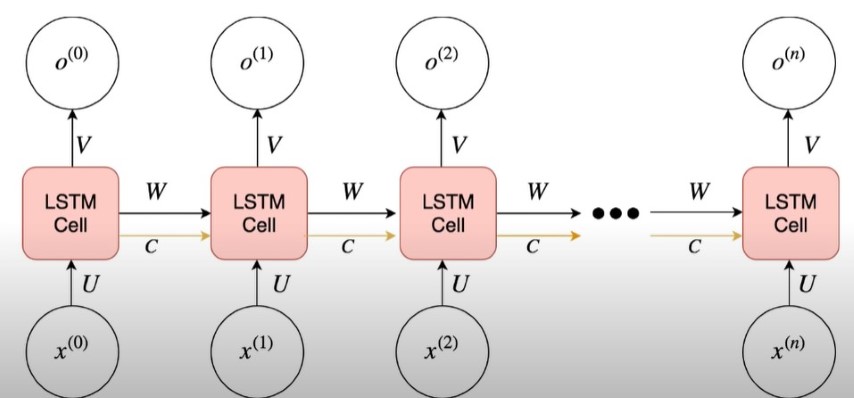 o^(0) o^(1) o^(2) o^(n)
V V V V
LSTM Cell W LSTM Cell W LSTM Cell W ••• W LSTM Cell
C C C C
U U U U
x^(0) x^(1) x^(2) x^(n)